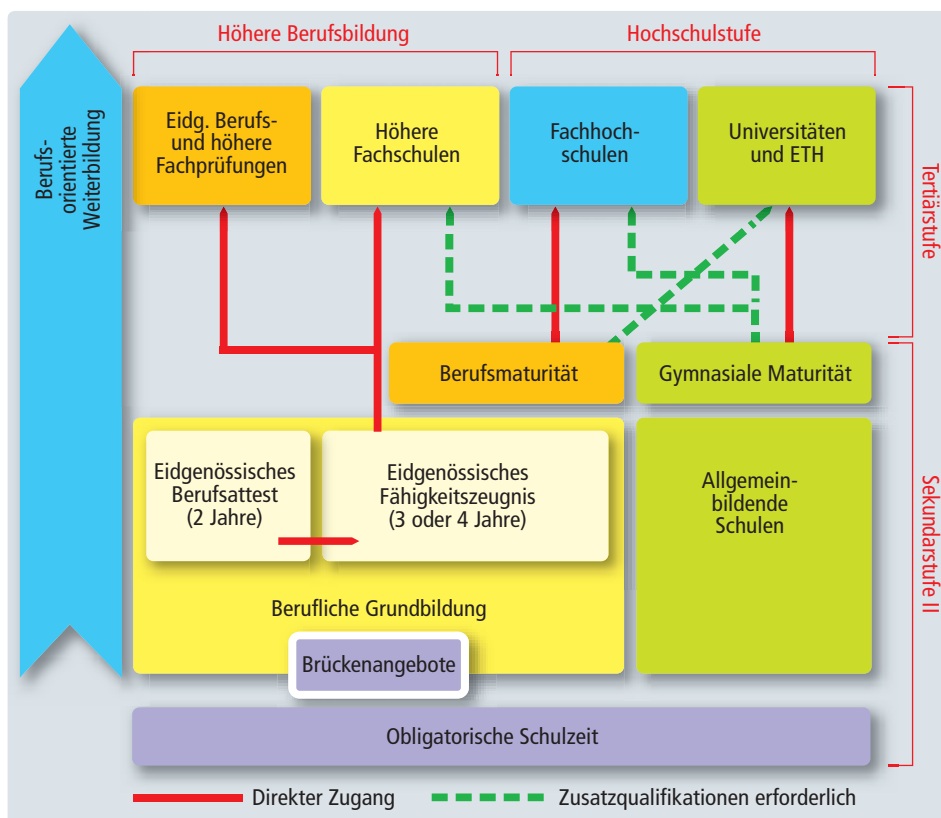 Höhere Berufsbildung
Hochschulstufe
Berufs-
orientierte
Weiterbildung
Eidg. Berufs-
und höhere
Fachprüfungen
Höhere
Fachschulen
Fachhoch-
schulen
Universitäten
und ETH
Tertiärstufe
Berufsmaturität
Gymnasiale Maturität
Eidgenössisches
Berufsattest
(2 Jahre)
Eidgenössisches
Fähigkeitszeugnis
(3 oder 4 Jahre)
Allgemein-
bildende
Schulen
Sekundarstufe II
Berufliche Grundbildung
Brückenangebote
Obligatorische Schulzeit
Direkter Zugang
Zusatzqualifikationen erforderlich